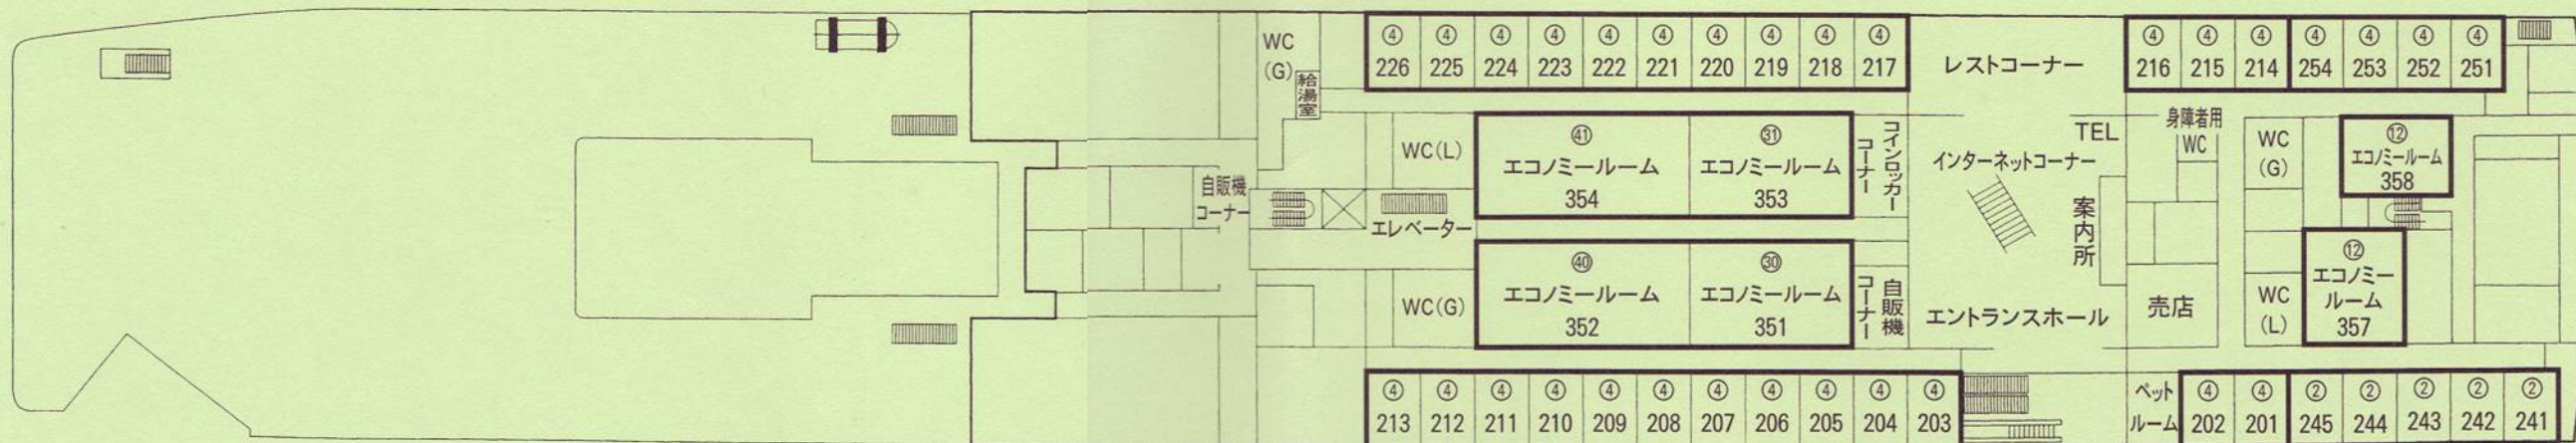 WC
(G)
給湯室
④ ④ ④ ④ ④ ④ ④ ④ ④ ④
226 225 224 223 222 221 220 219 218 217
レストコーナー
④ ④ ④ ④ ④ ④ ④
216 215 214 254 253 252 251
WC(L)
㊶
エコノミールーム
354
㉛
エコノミールーム
353
コインロッカー
コーナー
TEL
インターネットコーナー
身障者用
WC
WC
(G)
⑫
エコノミールーム
358
自販機
コーナー
エレベーター
案内所
WC(G)
㊵
エコノミールーム
352
㉚
エコノミールーム
351
自販機
コーナー
エントランスホール
売店
WC
(L)
⑫
エコノミー
ルーム
357
④ ④ ④ ④ ④ ④ ④ ④ ④ ④ ④
213 212 211 210 209 208 207 206 205 204 203
ペット
ルーム
④ ④ ② ② ② ② ②
202 201 245 244 243 242 241